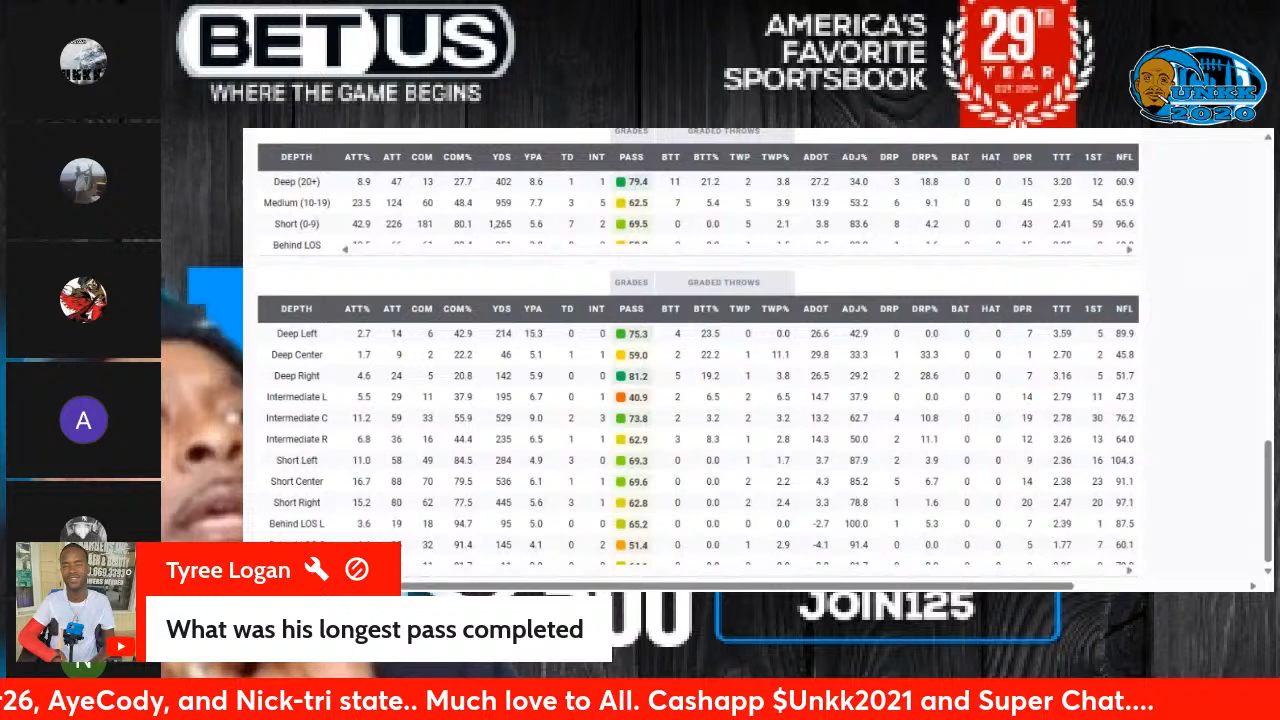 BETUS
WHERE THE GAME BEGINS
AMERICA'S
FAVORITE
SPORTSBOOK
29TH
YEAR
EST 1994
UNKK
2020
GRADES GRADED THROWS
DEPTH ATT% ATT COM COM% YDS YPA TD INT PASS BTT BTT% TWP TWP% ADOT ADJ% DRP DRP% BAT HAT DPR TTT 1ST NFL
Deep (20+) 8.9 47 13 27.7 402 8.6 1 1 79.4 11 21.2 2 3.8 27.2 34.0 3 18.8 0 0 15 3.20 12 60.9
Medium (10-19) 23.5 124 60 48.4 959 7.7 3 5 62.5 7 5.4 5 3.9 13.9 53.2 6 9.1 0 0 45 2.93 54 65.9
Short (0-9) 42.9 226 181 80.1 1,265 5.6 7 2 69.5 0 0.0 5 2.1 3.8 83.6 8 4.2 0 0 43 2.41 59 96.6
Behind LOS
GRADES GRADED THROWS
DEPTH ATT% ATT COM COM% YDS YPA TD INT PASS BTT BTT% TWP TWP% ADOT ADJ% DRP DRP% BAT HAT DPR TTT 1ST NFL
Deep Left 2.7 14 6 42.9 214 15.3 0 0 75.3 4 23.5 0 0.0 26.6 42.9 0 0.0 0 0 7 3.59 5 89.9
Deep Center 1.7 9 2 22.2 46 5.1 1 1 59.0 2 22.2 1 11.1 29.8 33.3 1 33.3 0 0 1 2.70 2 45.8
Deep Right 4.6 24 5 20.8 142 5.9 0 0 81.2 5 19.2 1 3.8 26.5 29.2 2 28.6 0 0 7 3.16 5 51.7
Intermediate L 5.5 29 11 37.9 195 6.7 0 1 40.9 2 6.5 2 6.5 14.7 37.9 0 0.0 0 0 14 2.79 11 47.3
Intermediate C 11.2 59 33 55.9 529 9.0 2 3 73.8 2 3.2 2 3.2 13.2 62.7 4 10.8 0 0 19 2.78 30 76.2
Intermediate R 6.8 36 16 44.4 235 6.5 1 1 62.9 3 8.3 1 2.8 14.3 50.0 2 11.1 0 0 12 3.26 13 64.0
Short Left 11.0 58 49 84.5 284 4.9 3 0 69.3 0 0.0 1 1.7 3.7 87.9 2 3.9 0 0 9 2.36 16 104.3
Short Center 16.7 88 70 79.5 536 6.1 1 1 69.6 0 0.0 2 2.2 4.3 85.2 5 6.7 0 0 14 2.38 23 91.1
Short Right 15.2 80 62 77.5 445 5.6 3 1 62.8 0 0.0 2 2.4 3.3 78.8 1 1.6 0 0 20 2.47 20 97.1
Behind LOS L 3.6 19 18 94.7 95 5.0 0 0 65.2 0 0.0 0 0.0 -2.7 100.0 1 5.3 0 0 7 2.39 1 87.5
32 91.4 145 4.1 0 2 51.4 0 0.0 1 2.9 -4.1 91.4 0 0.0 0 0 5 1.77 7 60.1
A
Tyree Logan
What was his longest pass completed
JOIN125
r26, AyeCody, and Nick-tri state.. Much love to All. Cashapp $Unkk2021 and Super Chat....